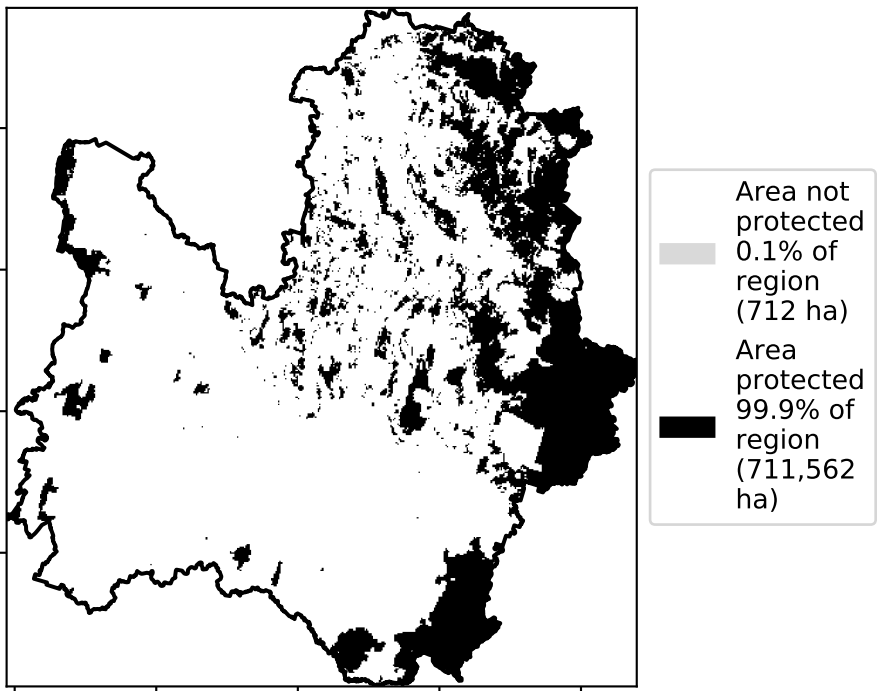 Area not
protected
0.1% of
region
(712 ha)
Area
protected
99.9% of
region
(711,562
ha)